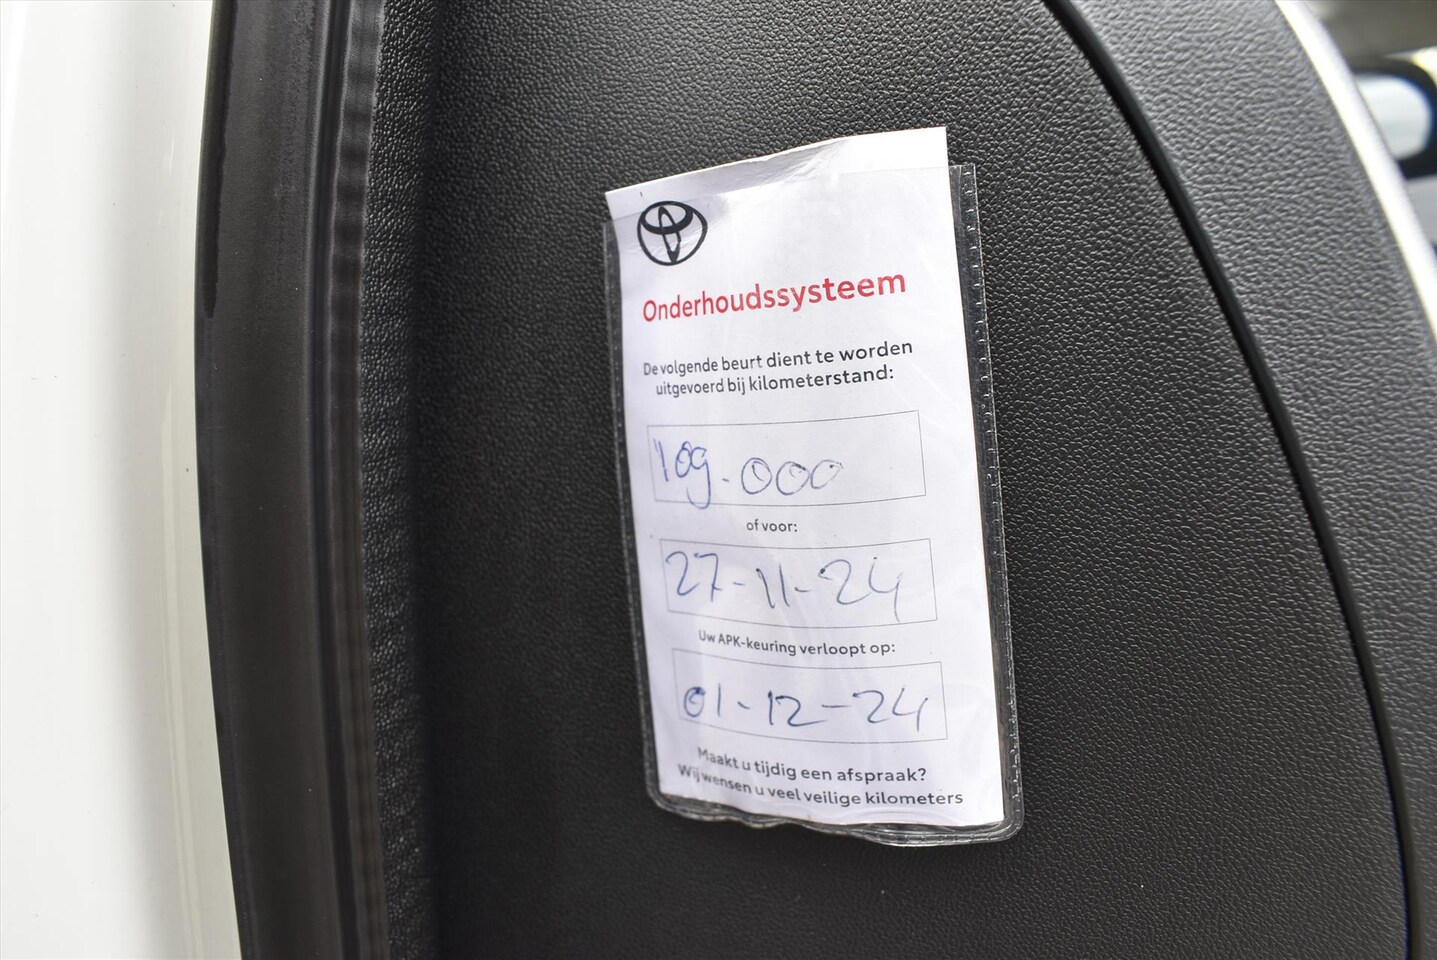 Onderhoudssysteem
De volgende beurt dient te worden
uitgevoerd bij kilometerstand:
109.000
of voor:
27-11-24
Uw APK-keuring verloopt op:
01-12-24
Maakt u tijdig een afspraak?
Wij wensen u veel veilige kilometers